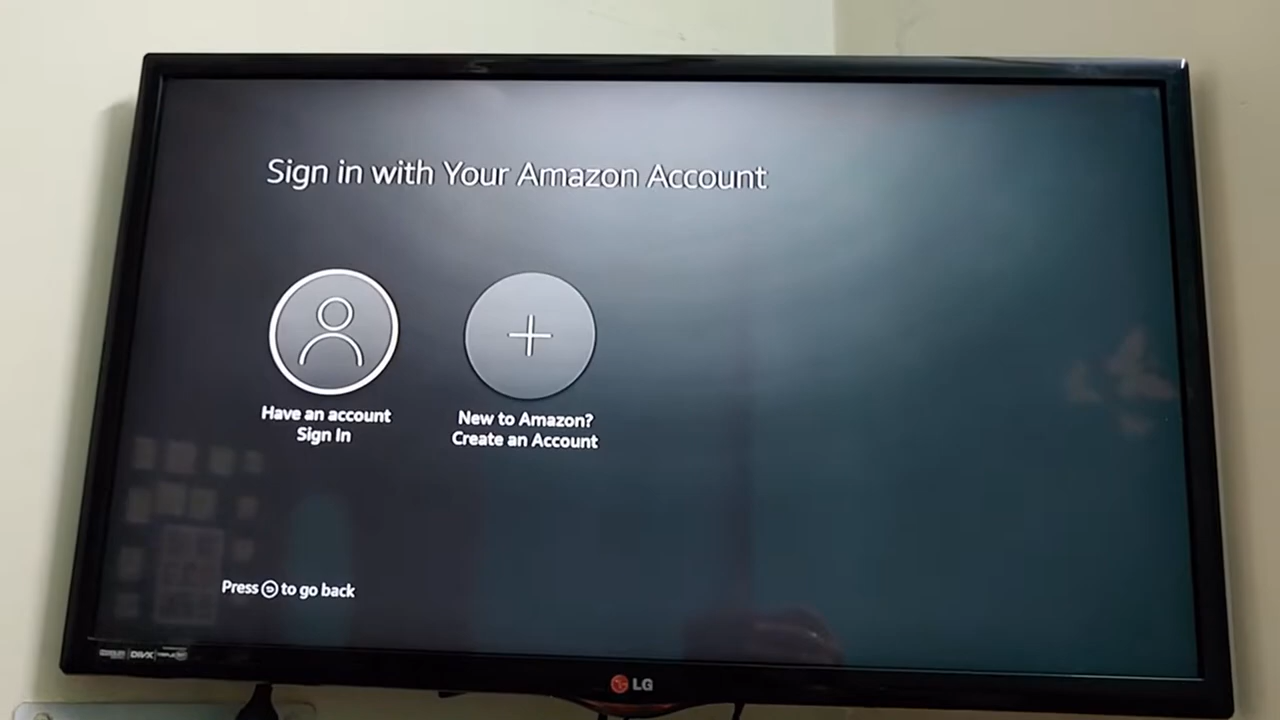 Sign in with Your Amazon Account
Have an account
Sign In
New to Amazon?
Create an Account
Press to go back
DIVX
LG